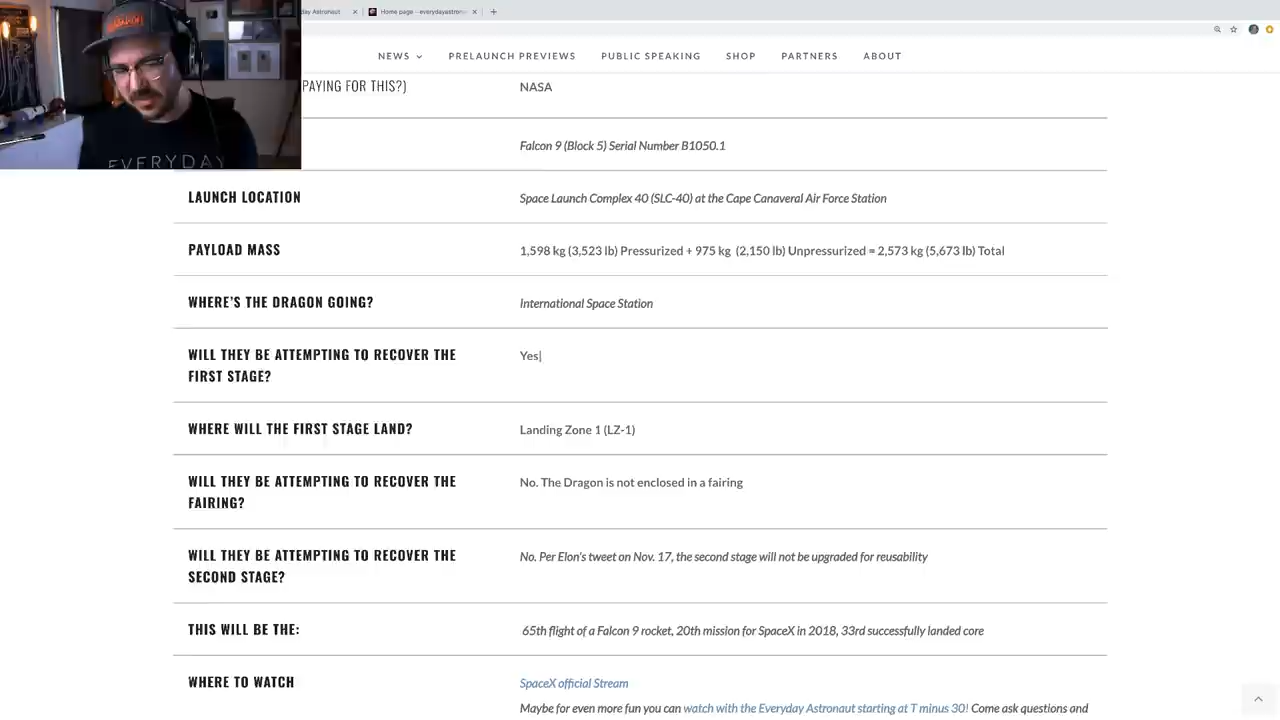 day Astronaut
Home page – everydayastron
NEWS PRELAUNCH PREVIEWS PUBLIC SPEAKING SHOP PARTNERS ABOUT
PAYING FOR THIS?) NASA
Falcon 9 (Block 5) Serial Number B1050.1
LAUNCH LOCATION Space Launch Complex 40 (SLC-40) at the Cape Canaveral Air Force Station
PAYLOAD MASS 1,598 kg (3,523 lb) Pressurized + 975 kg (2,150 lb) Unpressurized = 2,573 kg (5,673 lb) Total
WHERE'S THE DRAGON GOING? International Space Station
WILL THEY BE ATTEMPTING TO RECOVER THE Yes
FIRST STAGE?
WHERE WILL THE FIRST STAGE LAND? Landing Zone 1 (LZ-1)
WILL THEY BE ATTEMPTING TO RECOVER THE No. The Dragon is not enclosed in a fairing
FAIRING?
WILL THEY BE ATTEMPTING TO RECOVER THE No. Per Elon's tweet on Nov. 17, the second stage will not be upgraded for reusability
SECOND STAGE?
THIS WILL BE THE: 65th flight of a Falcon 9 rocket, 20th mission for SpaceX in 2018, 33rd successfully landed core
WHERE TO WATCH SpaceX official Stream
Maybe for even more fun you can watch with the Everyday Astronaut starting at T minus 30! Come ask questions and
EVERYDAY